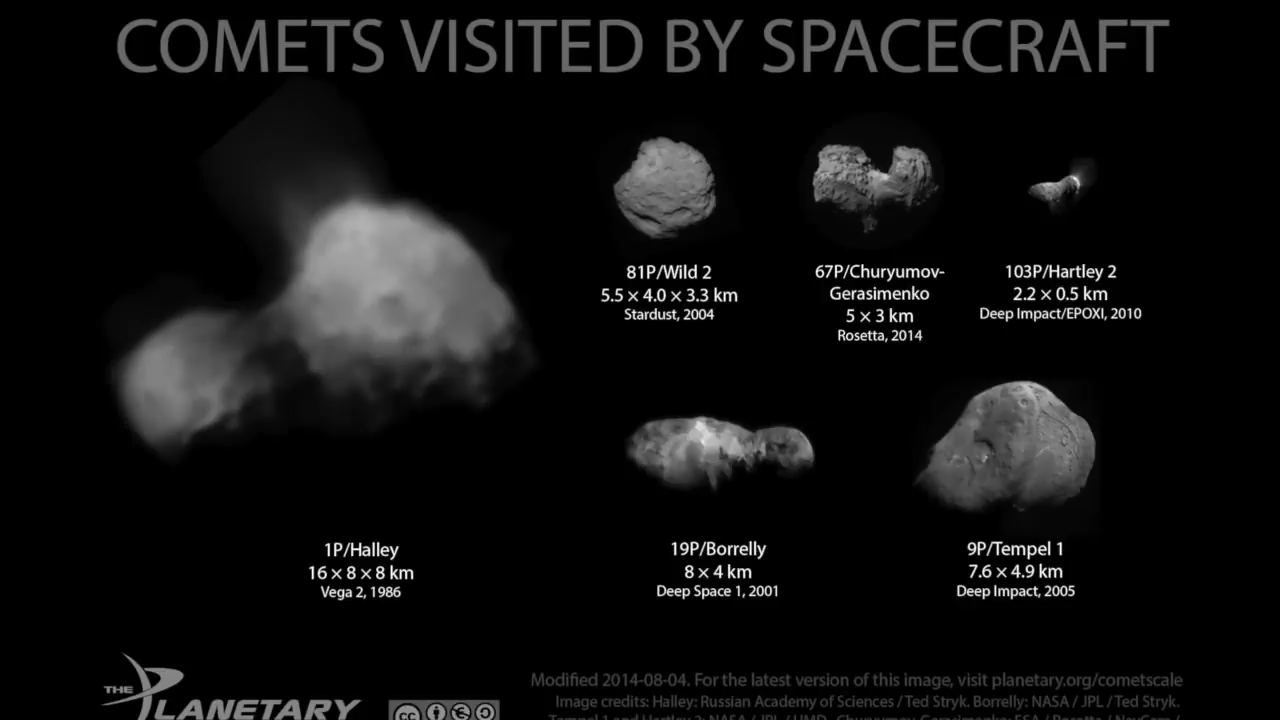 COMETS VISITED BY SPACECRAFT
81P/Wild 2
5.5 × 4.0 × 3.3 km
Stardust, 2004
67P/Churyumov-
Gerasimenko
5 × 3 km
Rosetta, 2014
103P/Hartley 2
2.2 × 0.5 km
Deep Impact/EPOXI, 2010
1P/Halley
16 × 8 × 8 km
Vega 2, 1986
19P/Borrelly
8 × 4 km
Deep Space 1, 2001
9P/Tempel 1
7.6 × 4.9 km
Deep Impact, 2005
THE
PLANETARY
cc
Modified 2014-08-04. For the latest version of this image, visit planetary.org/cometscale
Image credits: Halley: Russian Academy of Sciences / Ted Stryk. Borrelly: NASA / JPL / Ted Stryk.